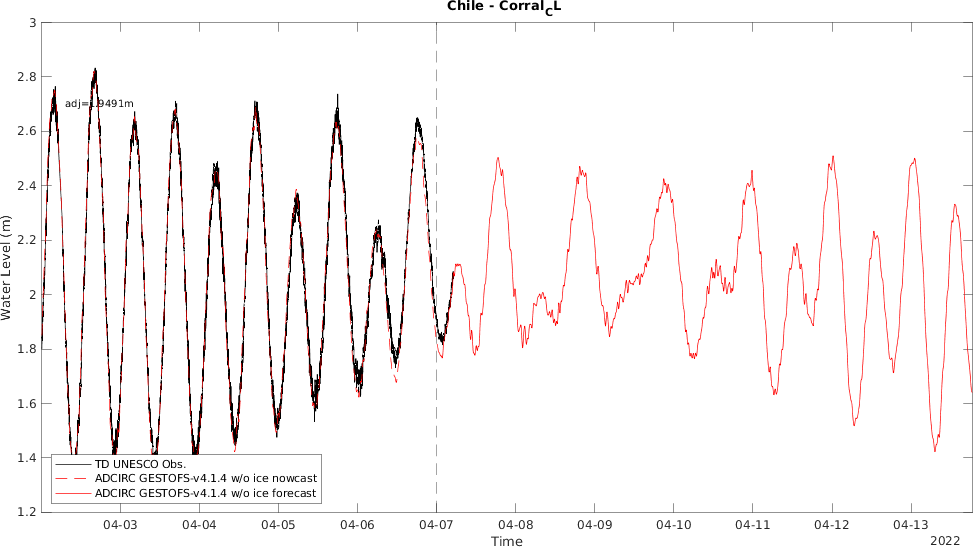 Chile - Corral_CL
3
2.8
2.6
2.4
2.2
2
1.8
1.6
1.4
1.2
Water Level (m)
adj=1.9491m
TD UNESCO Obs.
ADCIRC GESTOFS-v4.1.4 w/o ice nowcast
ADCIRC GESTOFS-v4.1.4 w/o ice forecast
04-03 04-04 04-05 04-06 04-07 04-08 04-09 04-10 04-11 04-12 04-13
Time
2022